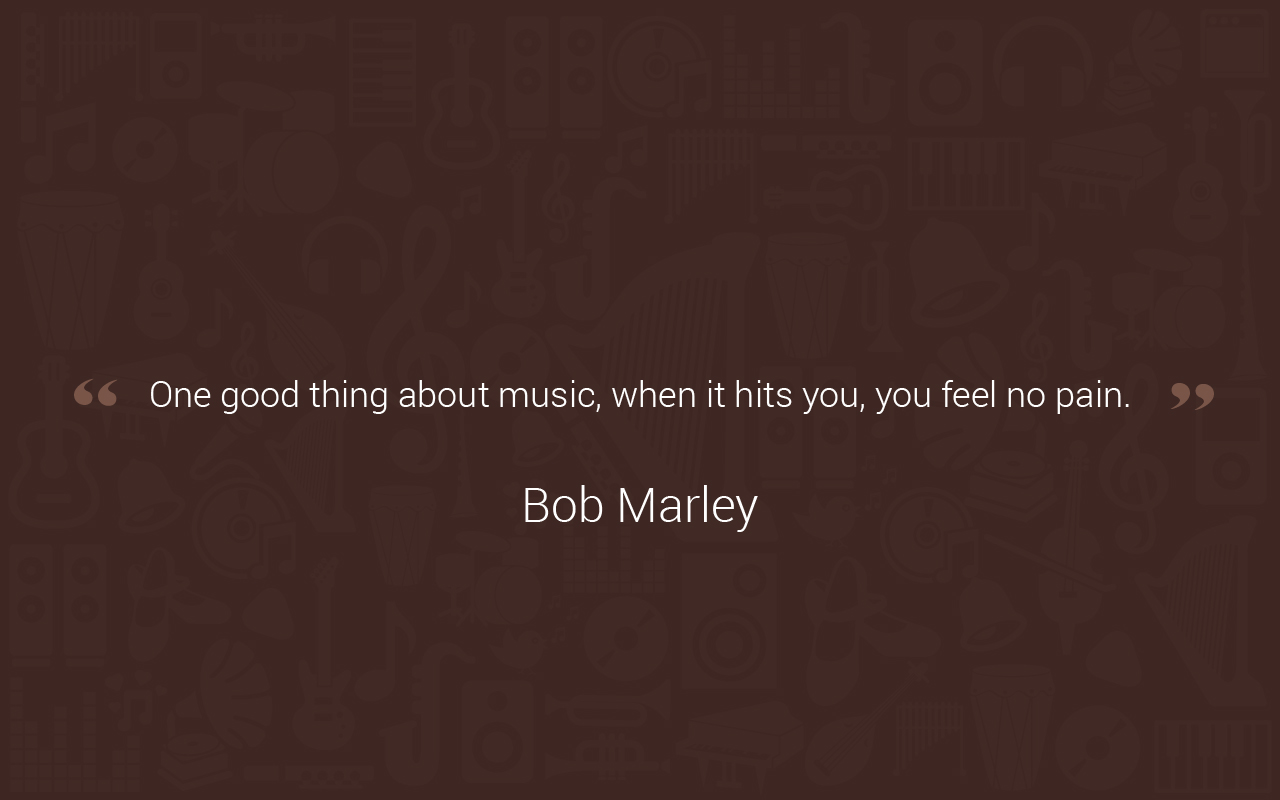 “ One good thing about music, when it hits you, you feel no pain. ”
Bob Marley